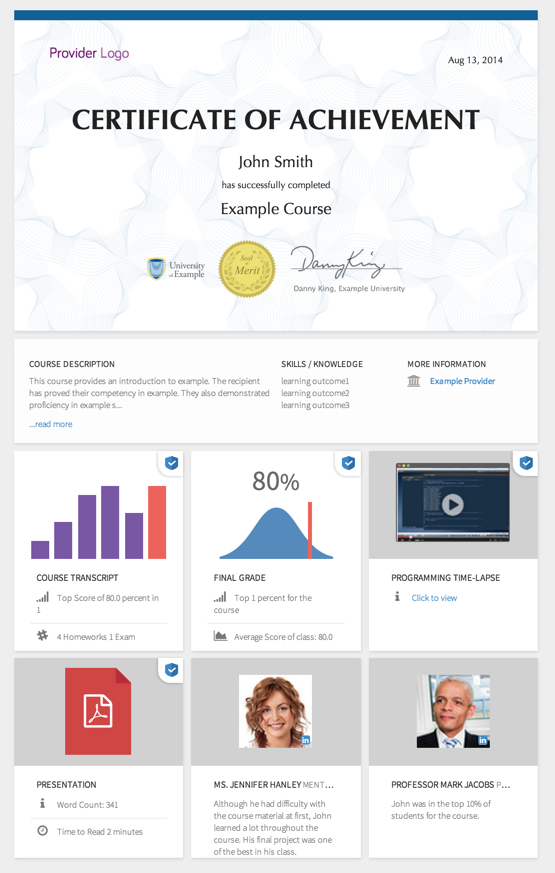 Provider Logo
Aug 13, 2014
CERTIFICATE OF ACHIEVEMENT
John Smith
has successfully completed
Example Course
University
of Example
Seal
of
Merit
Danny King
Danny King, Example University
COURSE DESCRIPTION
This course provides an introduction to example. The recipient
has proved their competency in example. They also demonstrated
proficiency in example s...
...read more
SKILLS / KNOWLEDGE
learning outcome1
learning outcome2
learning outcome3
MORE INFORMATION
Example Provider
COURSE TRANSCRIPT
Top Score of 80.0 percent in
1
4 Homeworks 1 Exam
80%
FINAL GRADE
Top 1 percent for the
course
Average Score of class: 80.0
PROGRAMMING TIME-LAPSE
Click to view
PRESENTATION
Word Count: 341
Time to Read 2 minutes
in
MS. JENNIFER HANLEY MENT...
Although he had difficulty with
the course material at first, John
learned a lot throughout the
course. His final project was one
of the best in his class.
in
PROFESSOR MARK JACOBS P...
John was in the top 10% of
students for the course.